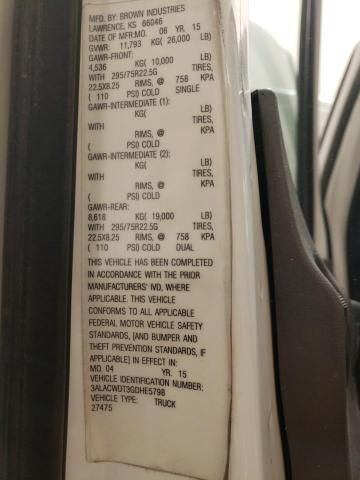 MFD. BY: BROWN INDUSTRIES
LAWRENCE, KS 66046
DATE OF MFR:MO. 06 YR. 15
GVWR: 11,793 KG( 26,000 LB)
GAWR-FRONT:
4,536 KG( 10,000 LB)
WITH 295/75R22.5G TIRES,
22.5X8.25 RIMS, @ 758 KPA
( 110 PSI) COLD SINGLE
GAWR-INTERMEDIATE (1):
KG( LB)
WITH TIRES,
RIMS, @ KPA
( PSI) COLD
GAWR-INTERMEDIATE (2):
KG( LB)
WITH TIRES,
RIMS, @ KPA
( PSI) COLD
GAWR-REAR:
8,618 KG( 19,000 LB)
WITH 295/75R22.5G TIRES,
22.5X8.25 RIMS, @ 758 KPA
( 110 PSI) COLD DUAL
THIS VEHICLE HAS BEEN COMPLETED
IN ACCORDANCE WITH THE PRIOR
MANUFACTURERS' IVD, WHERE
APPLICABLE. THIS VEHICLE
CONFORMS TO ALL APPLICABLE
FEDERAL MOTOR VEHICLE SAFETY
STANDARDS, [AND BUMPER AND
THEFT PREVENTION STANDARDS, IF
APPLICABLE] IN EFFECT IN:
MO. 04 YR. 15
VEHICLE IDENTIFICATION NUMBER:
3ALACWDT3GDHE5798
VEHICLE TYPE: TRUCK
27475